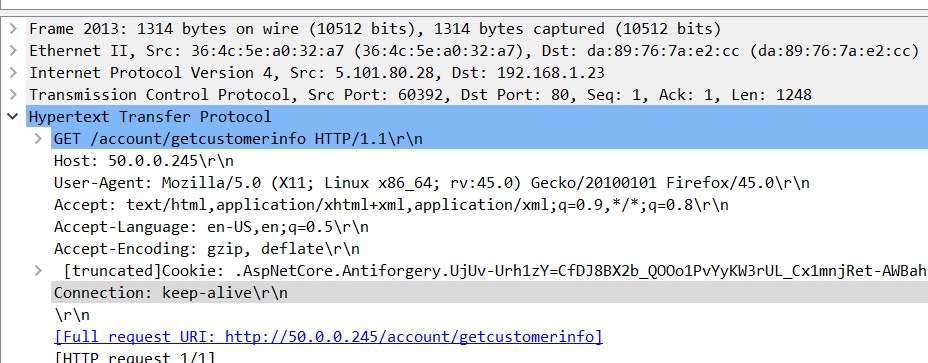 Frame 2013: 1314 bytes on wire (10512 bits), 1314 bytes captured (10512 bits)
Ethernet II, Src: 36:4c:5e:a0:32:a7 (36:4c:5e:a0:32:a7), Dst: da:89:76:7a:e2:cc (da:89:76:7a:e2:cc)
Internet Protocol Version 4, Src: 5.101.80.28, Dst: 192.168.1.23
Transmission Control Protocol, Src Port: 60392, Dst Port: 80, Seq: 1, Ack: 1, Len: 1248
Hypertext Transfer Protocol
GET /account/getcustomerinfo HTTP/1.1\r\n
Host: 50.0.0.245\r\n
User-Agent: Mozilla/5.0 (X11; Linux x86_64; rv:45.0) Gecko/20100101 Firefox/45.0\r\n
Accept: text/html,application/xhtml+xml,application/xml;q=0.9,*/*;q=0.8\r\n
Accept-Language: en-US,en;q=0.5\r\n
Accept-Encoding: gzip, deflate\r\n
[truncated]Cookie: .AspNetCore.Antiforgery.UjUv-Urh1zY=CfDJ8BX2b_QOOo1PvYyKW3rUL_Cx1mnjRet-AWBah
Connection: keep-alive\r\n
\r\n
[Full request URI: http://50.0.0.245/account/getcustomerinfo]
[HTTP request 1/1]